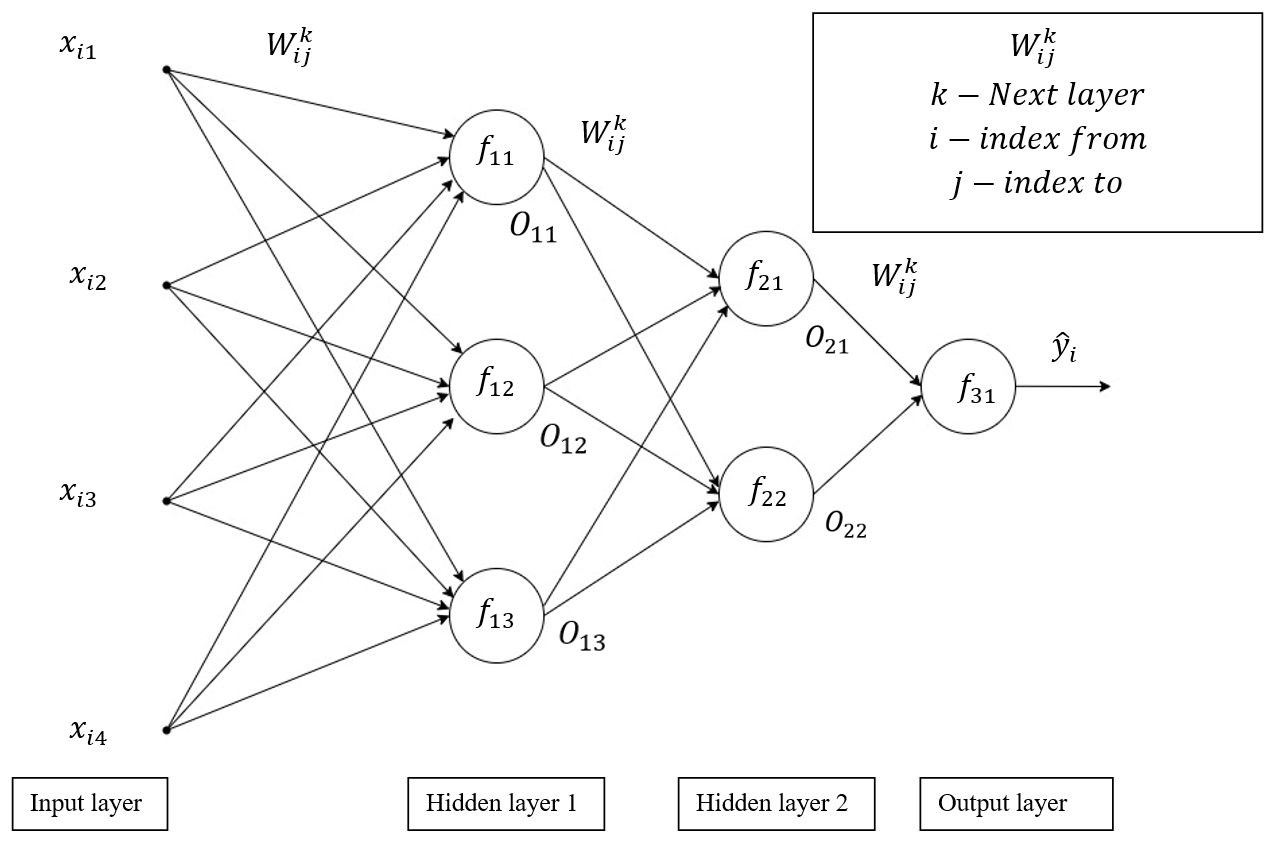 x_{i1}
W_{ij}^{k}
W_{ij}^{k}
k − Next layer
i − index from
j − index to
f_{11}
W_{ij}^{k}
O_{11}
x_{i2}
f_{21}
W_{ij}^{k}
O_{21}
ŷ_{i}
f_{12}
f_{31}
O_{12}
x_{i3}
f_{22}
O_{22}
f_{13}
O_{13}
x_{i4}
Input layer
Hidden layer 1
Hidden layer 2
Output layer